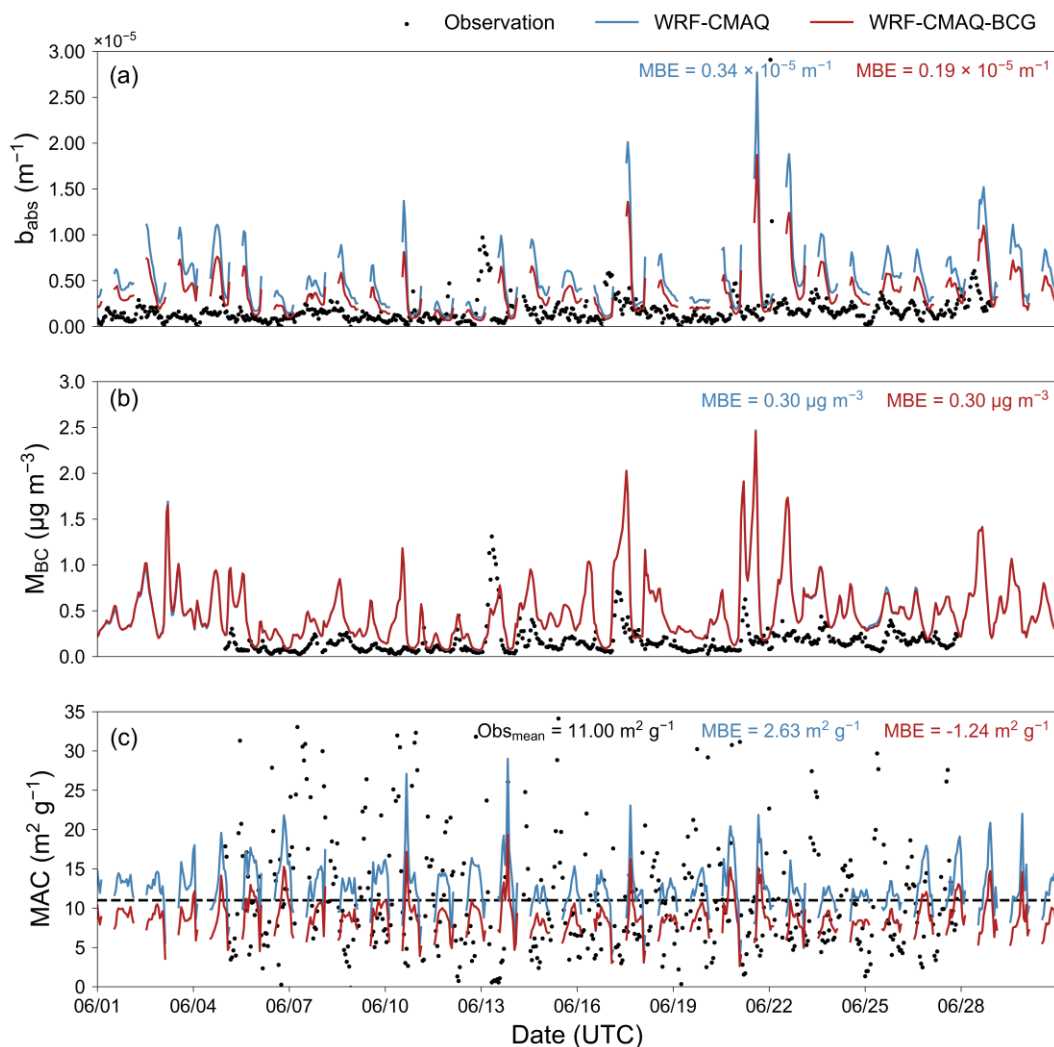 Observation WRF-CMAQ WRF-CMAQ-BCG
×10⁻⁵
(a)
MBE = 0.34 × 10⁻⁵ m⁻¹ MBE = 0.19 × 10⁻⁵ m⁻¹
3.00
2.50
2.00
1.50
1.00
0.50
0.00
b_abs (m⁻¹)
(b)
MBE = 0.30 µg m⁻³ MBE = 0.30 µg m⁻³
3.0
2.5
2.0
1.5
1.0
0.5
0.0
M_BC (µg m⁻³)
(c)
Obs_mean = 11.00 m² g⁻¹ MBE = 2.63 m² g⁻¹ MBE = -1.24 m² g⁻¹
35
30
25
20
15
10
5
0
MAC (m² g⁻¹)
06/01 06/04 06/07 06/10 06/13 06/16 06/19 06/22 06/25 06/28
Date (UTC)